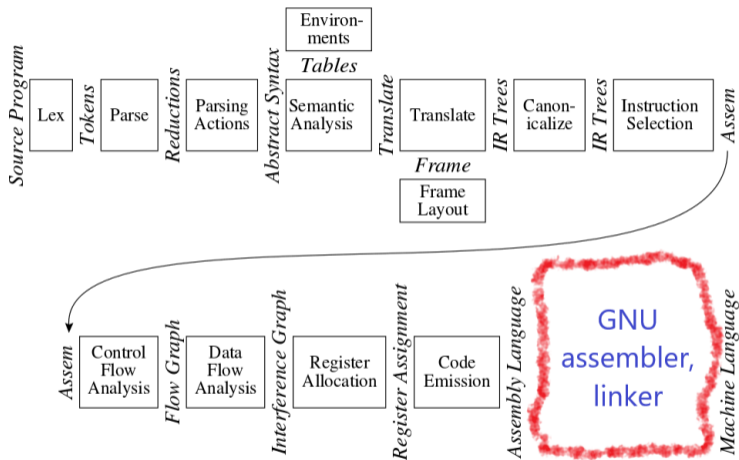 Environ-
ments
Tables
Source Program
Lex
Tokens
Parse
Reductions
Parsing
Actions
Abstract Syntax
Semantic
Analysis
Translate
Translate
IR Trees
Canon-
icalize
IR Trees
Instruction
Selection
Assem
Frame
Frame
Layout
Assem
Control
Flow
Analysis
Flow Graph
Data
Flow
Analysis
Interference Graph
Register
Allocation
Register Assignment
Code
Emission
Assembly Language
GNU
assembler,
linker
Machine Language